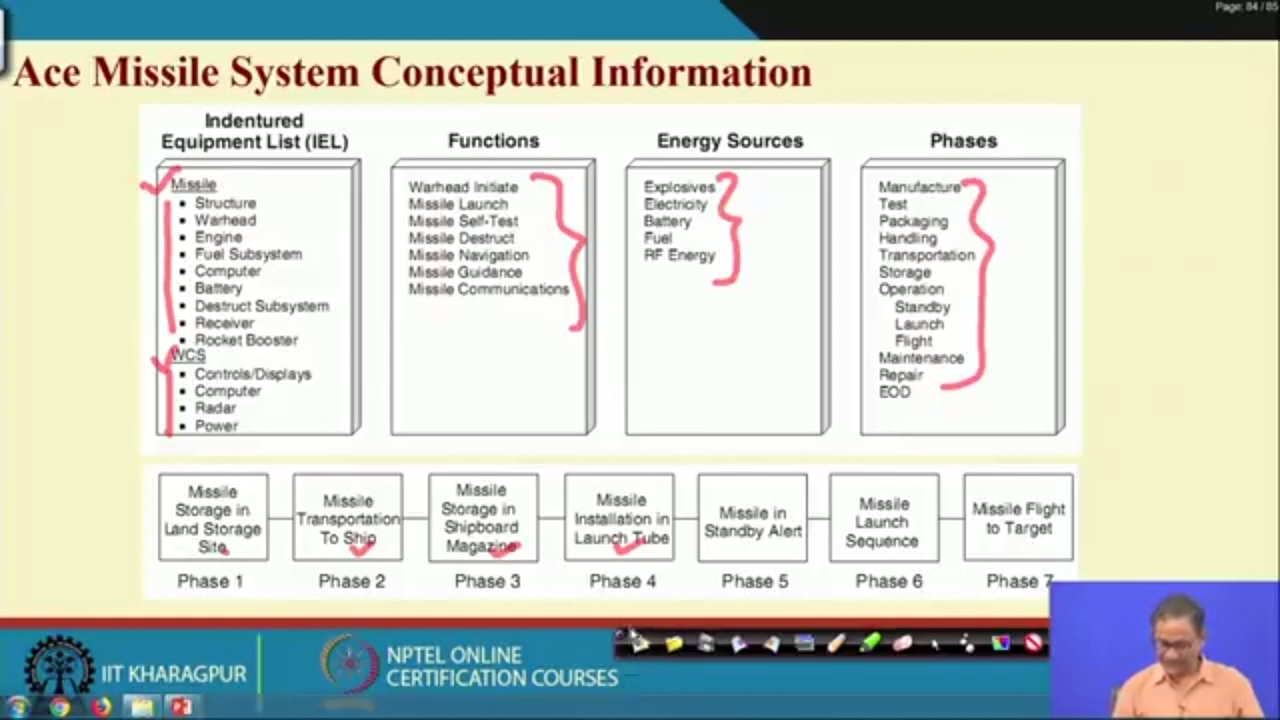 Page: 84 / 85
Ace Missile System Conceptual Information
Indentured
Equipment List (IEL)
Missile
▪ Structure
▪ Warhead
▪ Engine
▪ Fuel Subsystem
▪ Computer
▪ Battery
▪ Destruct Subsystem
▪ Receiver
▪ Rocket Booster
WCS
▪ Controls/Displays
▪ Computer
▪ Radar
▪ Power
Functions
Warhead Initiate
Missile Launch
Missile Self-Test
Missile Destruct
Missile Navigation
Missile Guidance
Missile Communications
Energy Sources
Explosives
Electricity
Battery
Fuel
RF Energy
Phases
Manufacture
Test
Packaging
Handling
Transportation
Storage
Operation
Standby
Launch
Flight
Maintenance
Repair
EOD
Missile
Storage in
Land Storage
Site
Phase 1
Missile
Transportation
To Ship
Phase 2
Missile
Storage in
Shipboard
Magazine
Phase 3
Missile
Installation in
Launch Tube
Phase 4
Missile in
Standby Alert
Phase 5
Missile
Launch
Sequence
Phase 6
Missile Flight
to Target
Phase 7
IIT KHARAGPUR
NPTEL ONLINE
CERTIFICATION COURSES